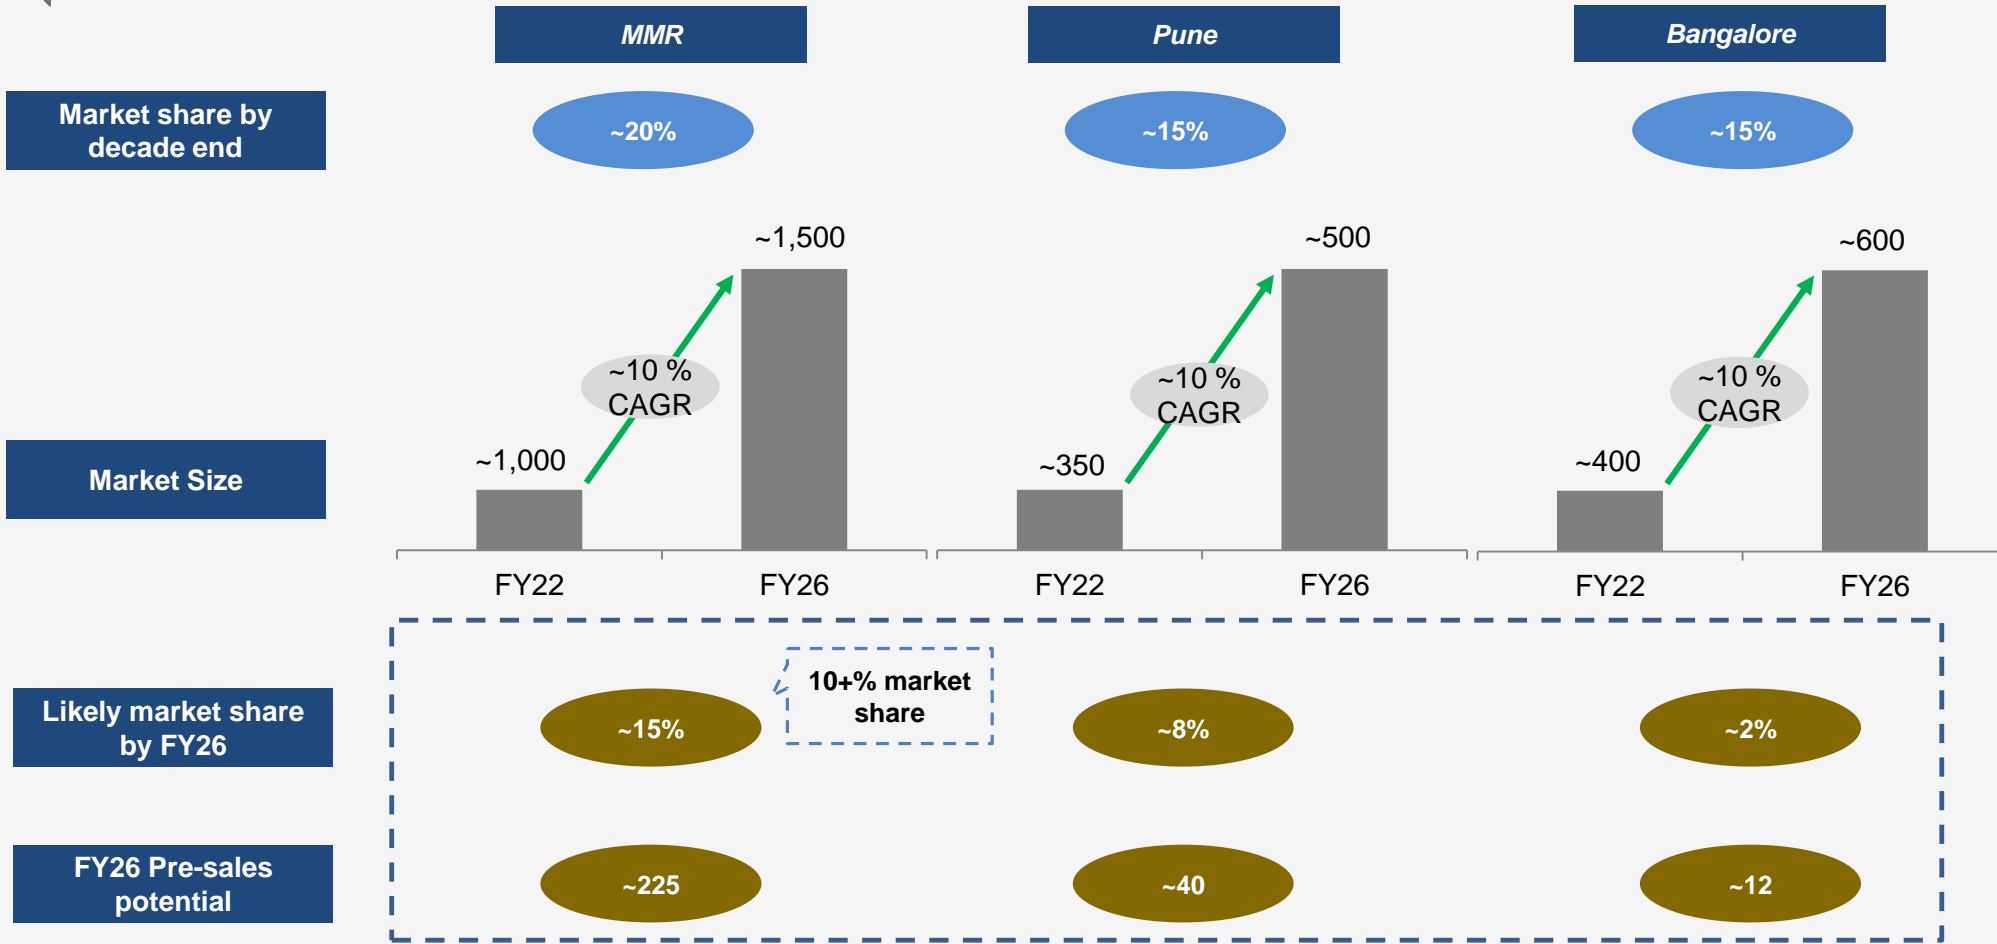 MMR
Pune
Bangalore
Market share by
decade end
~20%
~15%
~15%
~1,500
~500
~600
~10 %
CAGR
~10 %
CAGR
~10 %
CAGR
Market Size
~1,000
~350
~400
FY22
FY26
FY22
FY26
FY22
FY26
Likely market share
by FY26
~15%
10+% market
share
~8%
~2%
FY26 Pre-sales
potential
~225
~40
~12